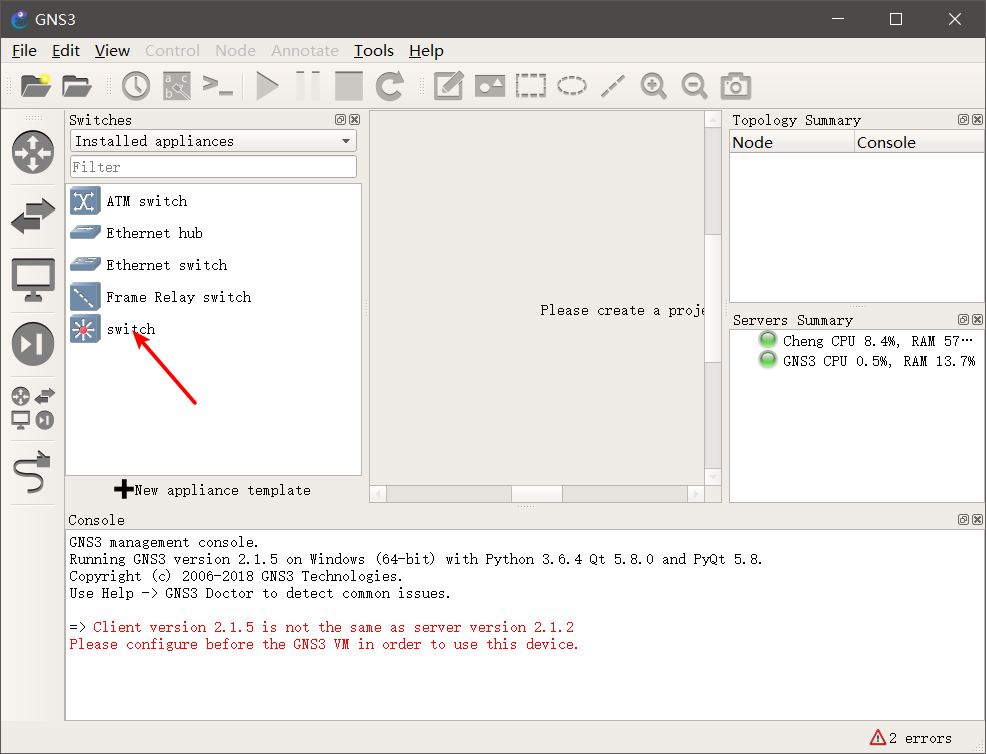 GNS3
File Edit View Control Node Annotate Tools Help
Switches
Installed appliances
Filter
ATM switch
Ethernet hub
Ethernet switch
Frame Relay switch
switch
New appliance template
Please create a proje
Topology Summary
Node Console
Servers Summary
Cheng CPU 8.4%, RAM 57…
GNS3 CPU 0.5%, RAM 13.7%
Console
GNS3 management console.
Running GNS3 version 2.1.5 on Windows (64-bit) with Python 3.6.4 Qt 5.8.0 and PyQt 5.8.
Copyright (c) 2006-2018 GNS3 Technologies.
Use Help -> GNS3 Doctor to detect common issues.
=> Client version 2.1.5 is not the same as server version 2.1.2
Please configure before the GNS3 VM in order to use this device.
2 errors